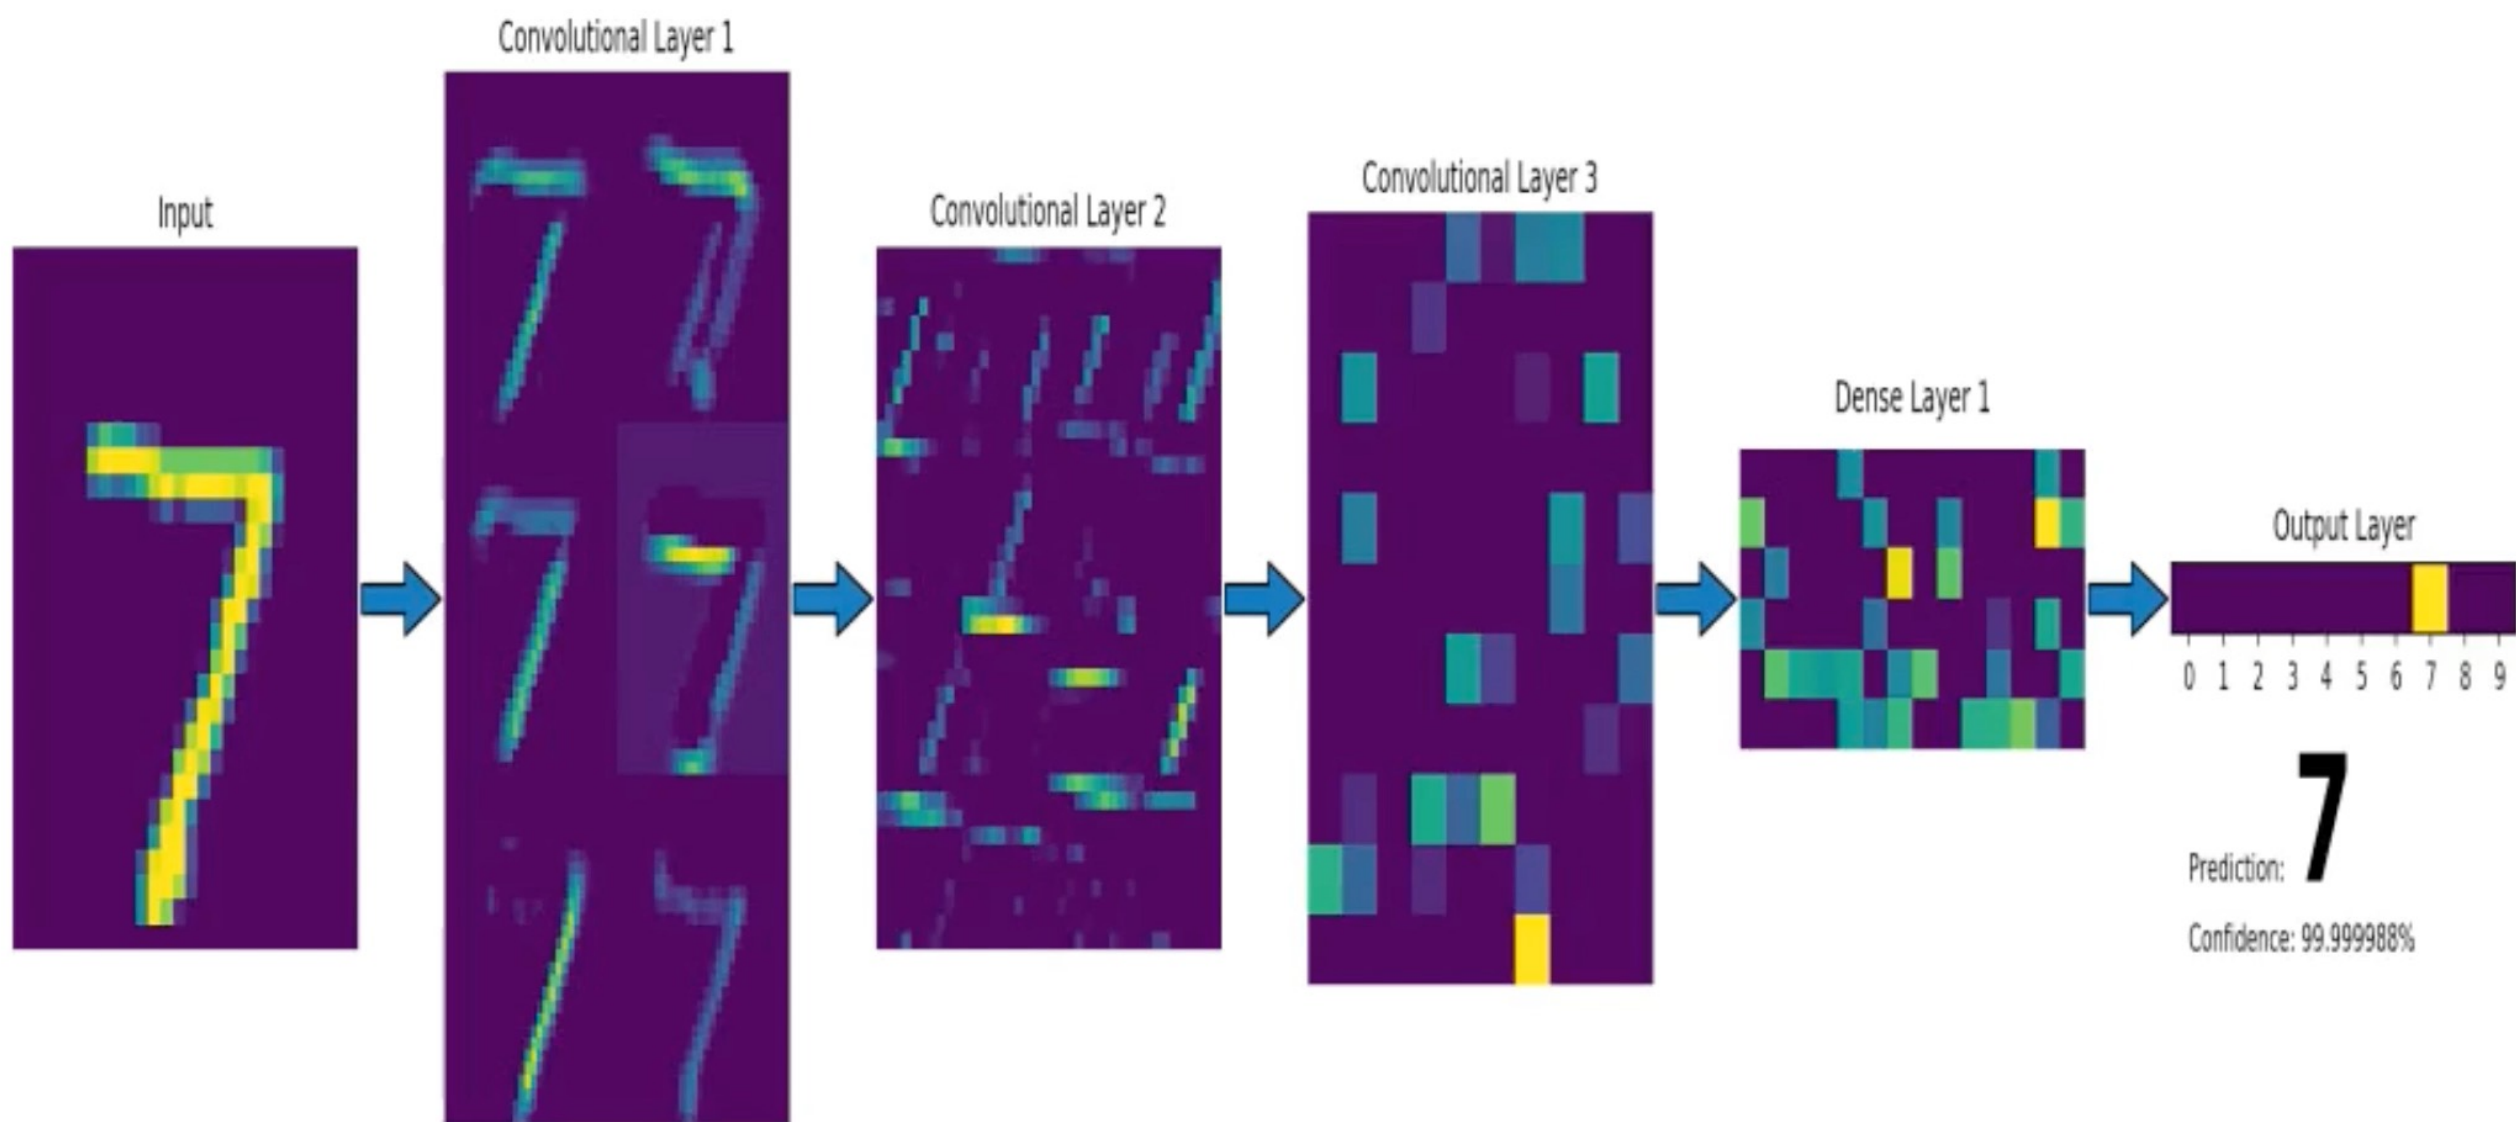 Input
Convolutional Layer 1
Convolutional Layer 2
Convolutional Layer 3
Dense Layer 1
Output Layer
0 1 2 3 4 5 6 7 8 9
Prediction: 7
Confidence: 99.999988%